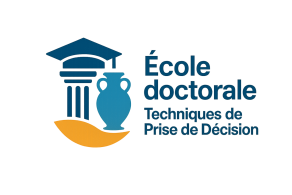 École
doctorale
Techniques de
Prise de Décision